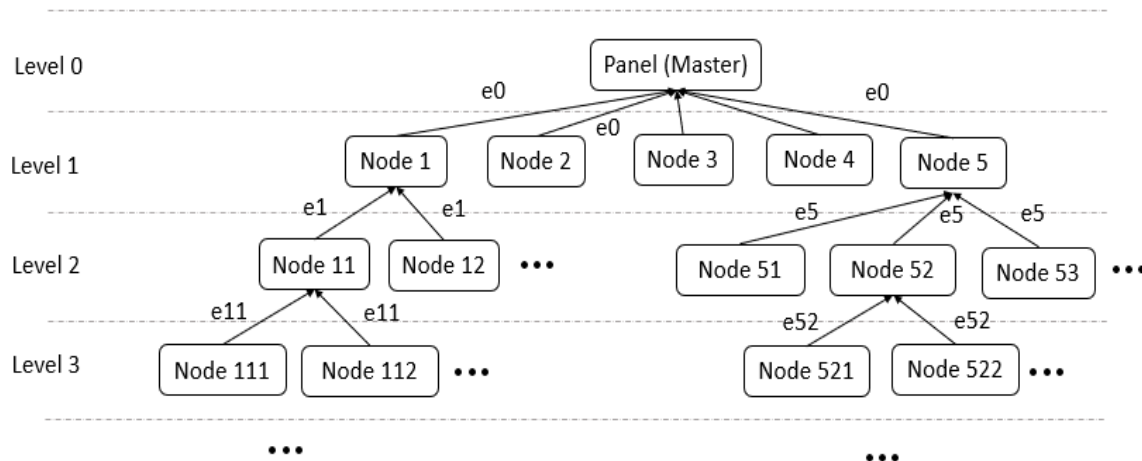 Level 0
Panel (Master)
e0
e0
e0
Level 1
Node 1
Node 2
Node 3
Node 4
Node 5
e1
e1
e5
e5
e5
Level 2
Node 11
Node 12
•••
Node 51
Node 52
Node 53
•••
e11
e11
e52
e52
Level 3
Node 111
Node 112
•••
Node 521
Node 522
•••
•••
•••